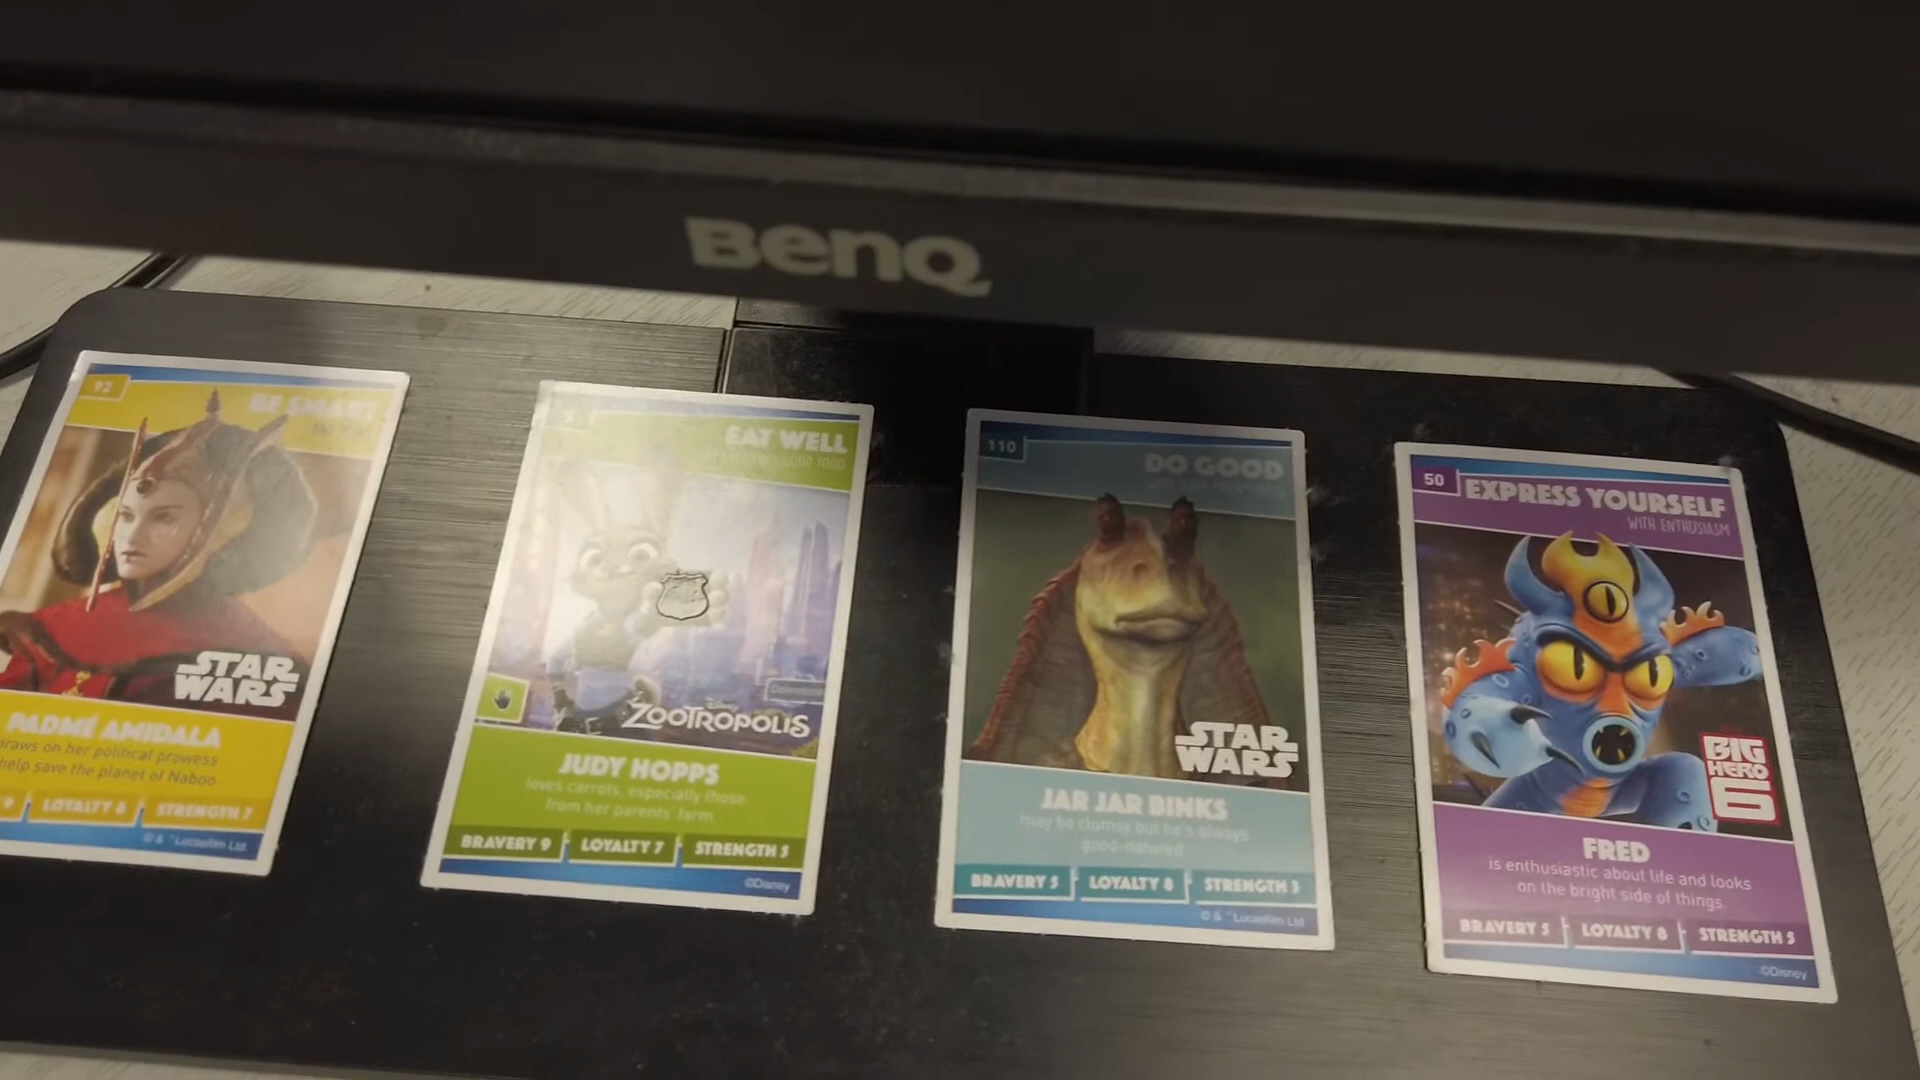 BenQ
92
BE SMART
STAR
WARS
PADMÉ AMIDALA
draws on her political prowess
help save the planet of Naboo
9 LOYALTY 8 STRENGTH 7
© & ™Lucasfilm Ltd.
EAT WELL
Disney
ZOOTROPOLIS
JUDY HOPPS
loves carrots, especially those
from her parents' farm.
BRAVERY 9 LOYALTY 7 STRENGTH 5
©Disney
110
DO GOOD
STAR
WARS
JAR JAR BINKS
may be clumsy but he's always
good-natured
BRAVERY 5 LOYALTY 8 STRENGTH 3
© & ™Lucasfilm Ltd.
50
EXPRESS YOURSELF
WITH ENTHUSIASM
BIG
HERO
6
FRED
is enthusiastic about life and looks
on the bright side of things.
BRAVERY 5 LOYALTY 8 STRENGTH 5
©Disney